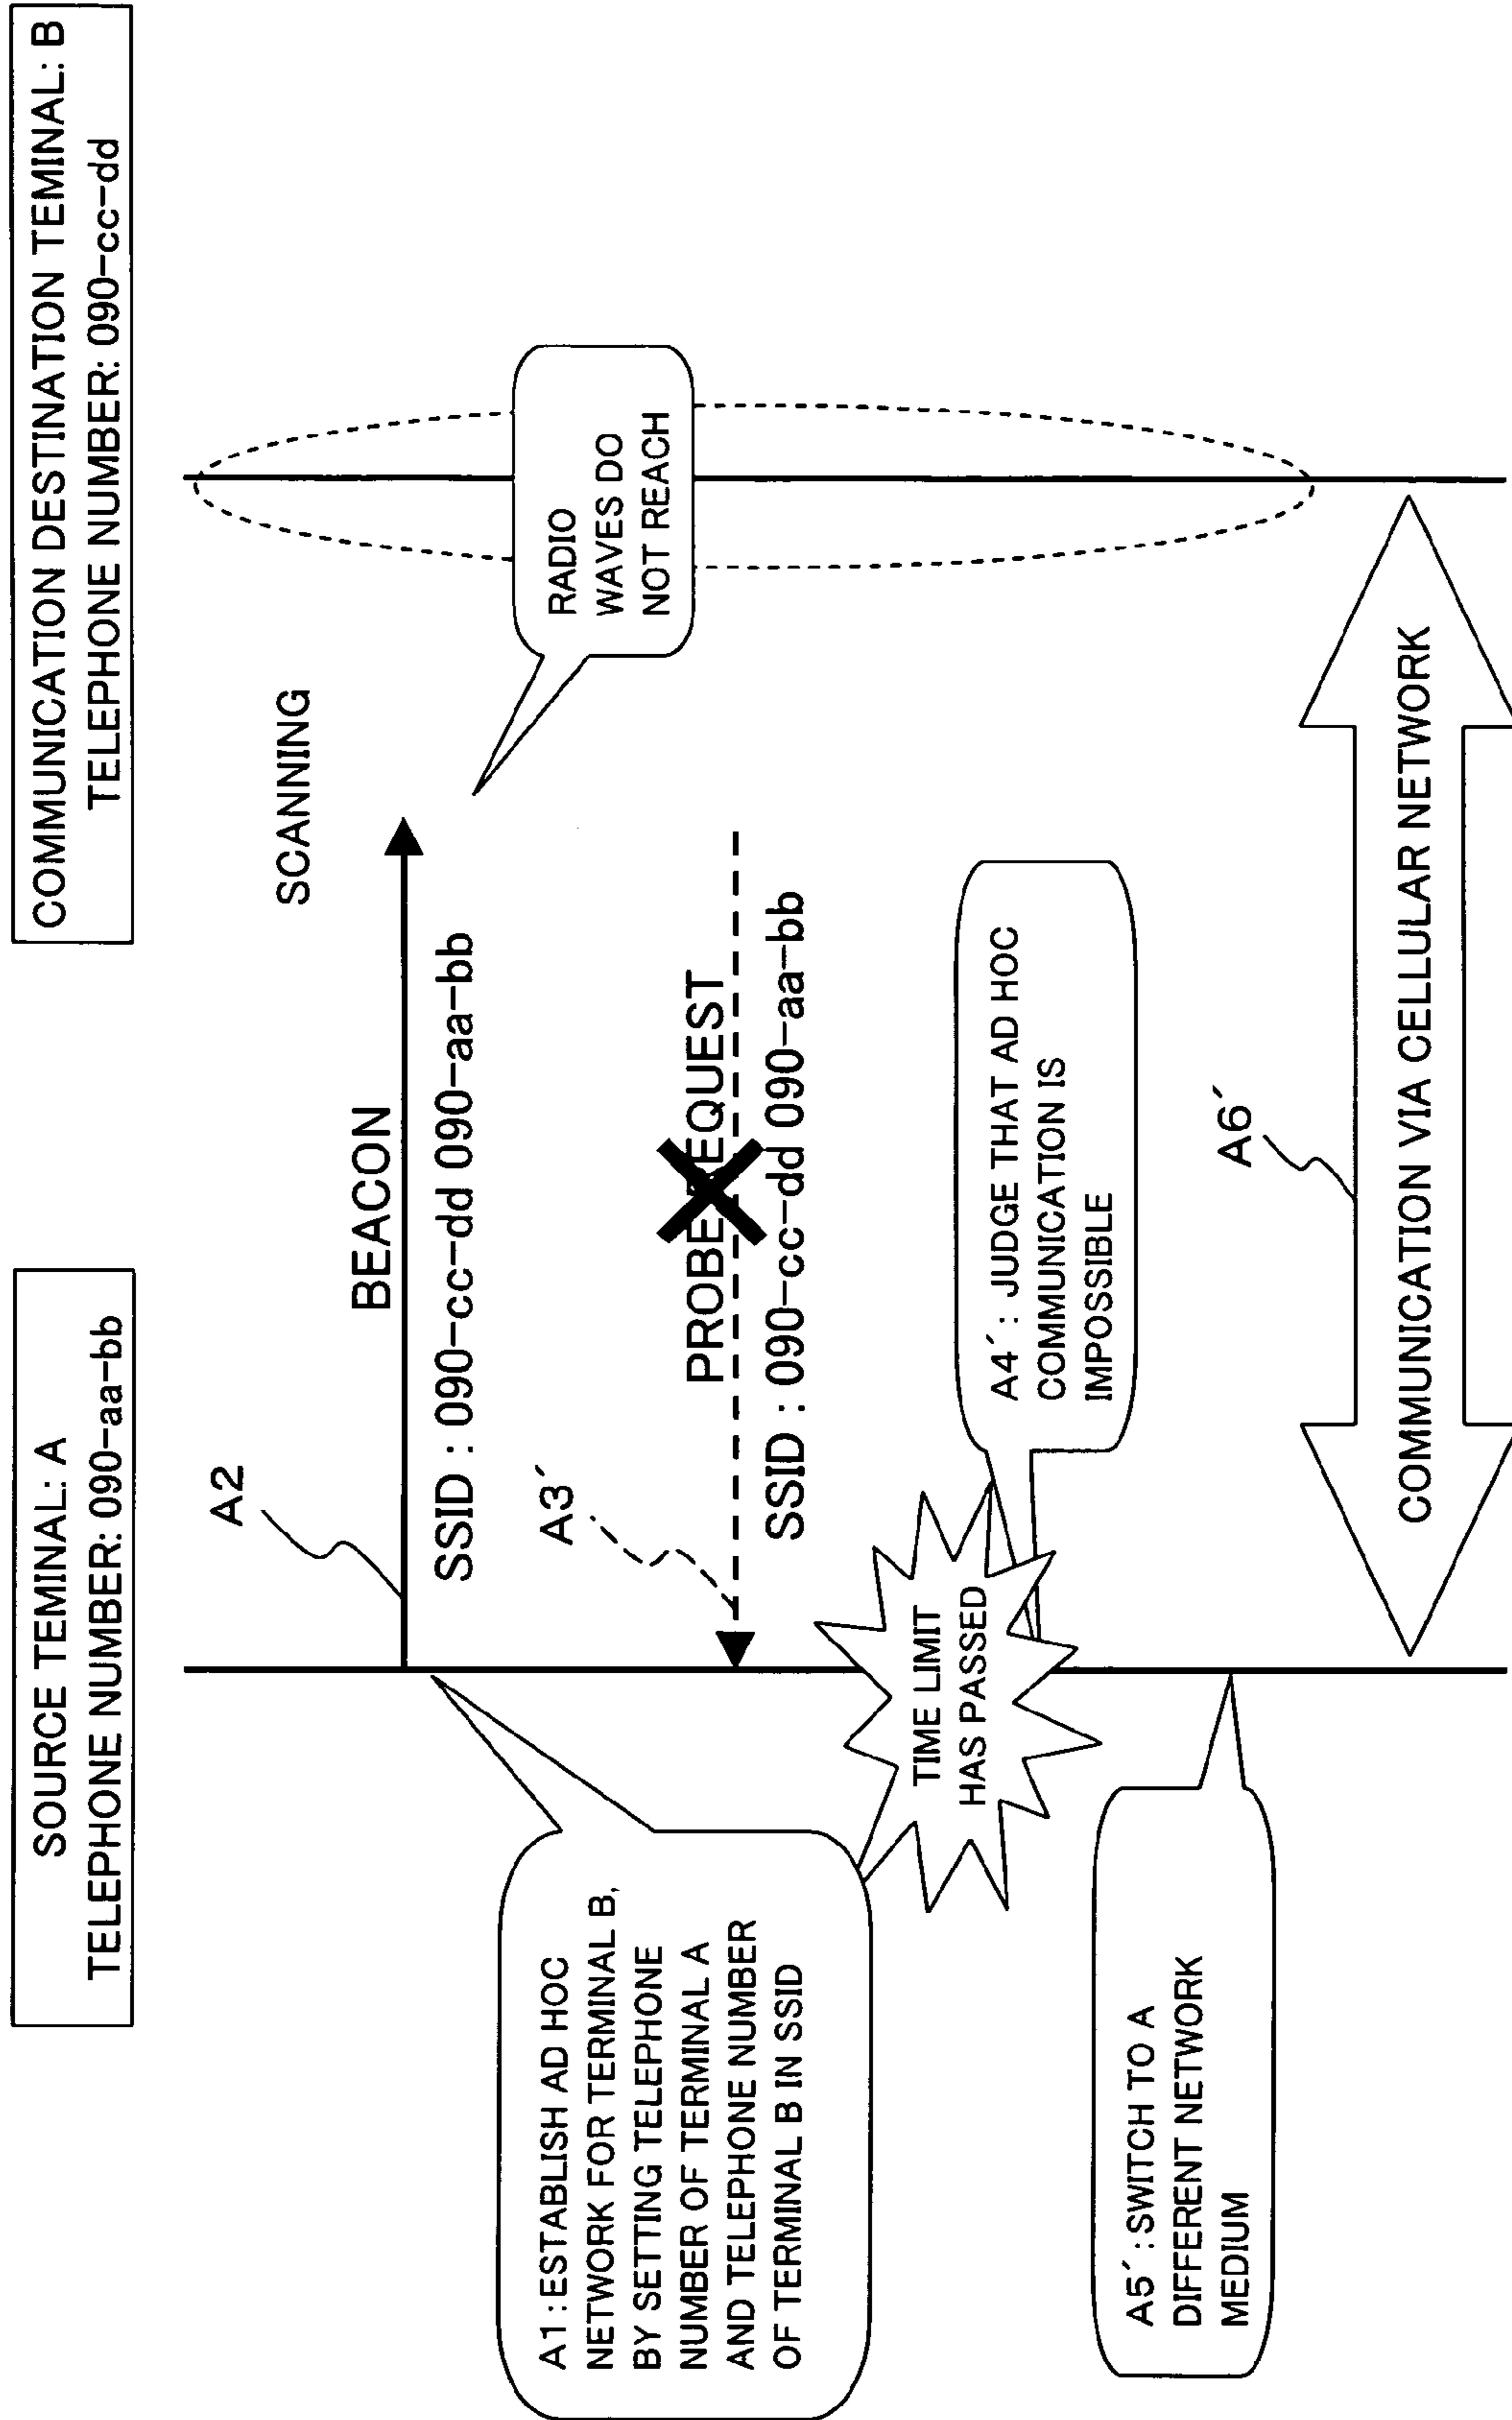 SOURCE TEMINAL: A
TELEPHONE NUMBER: 090-aa-bb
COMMUNICATION DESTINATION TEMINAL: B
TELEPHONE NUMBER: 090-cc-dd
A2
BEACON
SCANNING
SSID : 090-cc-dd 090-aa-bb
RADIO
WAVES DO
NOT REACH
A1 :ESTABLISH AD HOC
NETWORK FOR TERMINAL B,
BY SETTING TELEPHONE
NUMBER OF TERMINAL A
AND TELEPHONE NUMBER
OF TERMINAL B IN SSID
A3´
PROBE REQUEST
SSID : 090-cc-dd 090-aa-bb
TIME LIMIT
HAS PASSED
A4´ : JUDGE THAT AD HOC
COMMUNICATION IS
IMPOSSIBLE
A5´ :SWITCH TO A
DIFFERENT NETWORK
MEDIUM
A6´
COMMUNICATION VIA CELLULAR NETWORK